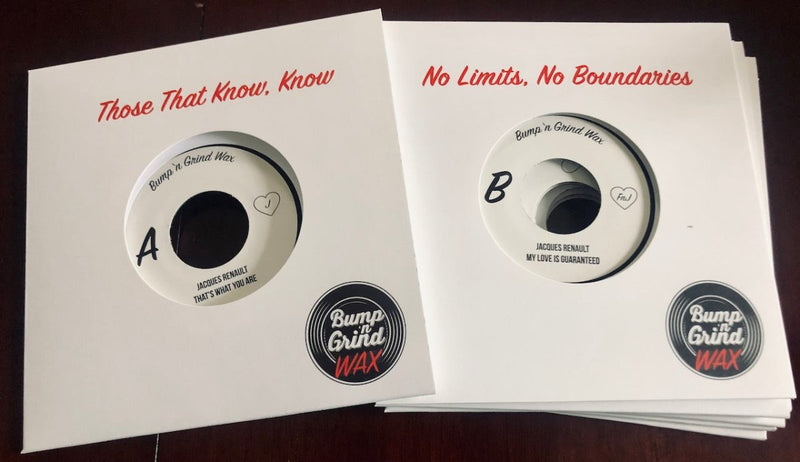 Those That Know, Know
Bump 'n Grind Wax
A
J
JACQUES RENAULT
THAT'S WHAT YOU ARE
Bump
'n'
Grind
WAX
No Limits, No Boundaries
Bump 'n Grind Wax
B
FnJ
JACQUES RENAULT
MY LOVE IS GUARANTEED
Bump
'n'
Grind
WAX